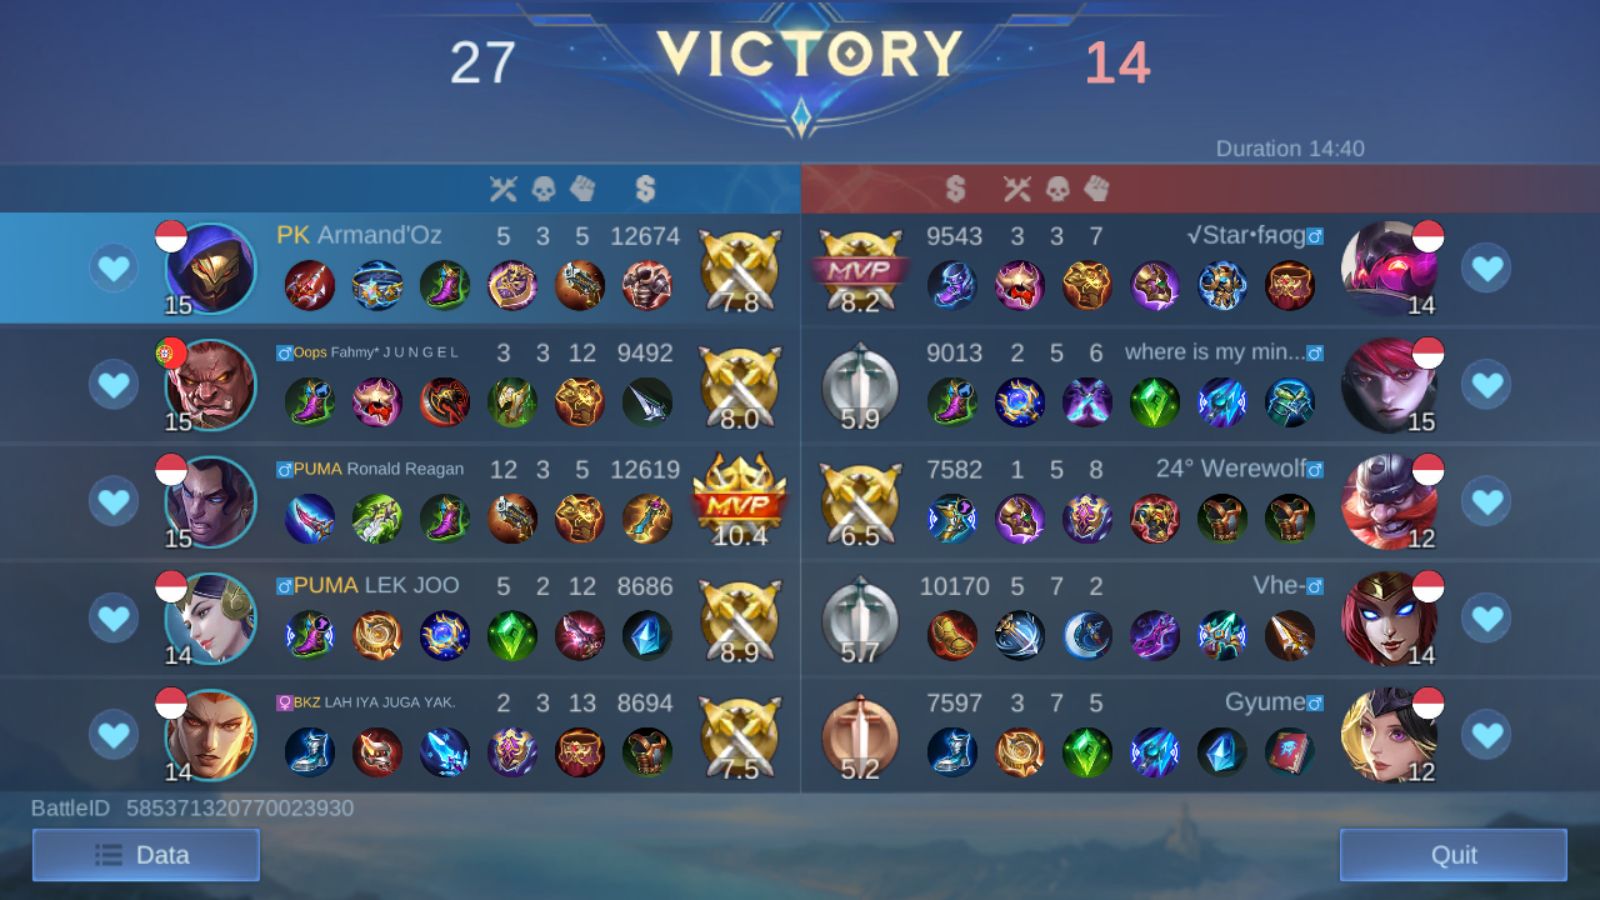 27 VICTORY 14
Duration 14:40
PK Armand'Oz 5 3 5 12674 7.8
15
MVP 8.2 9543 3 3 7 √Star•fяσg
14
Oops Fahmy* J U N G E L 3 3 12 9492 8.0
15
5.9 9013 2 5 6 where is my min...
15
PUMA Ronald Reagan 12 3 5 12619 MVP 10.4
15
6.5 7582 1 5 8 24° Werewolf
12
PUMA LEK JOO 5 2 12 8686 8.9
14
5.7 10170 5 7 2 Vhe-
14
BKZ LAH IYA JUGA YAK. 2 3 13 8694 7.5
14
5.2 7597 3 7 5 Gyume
12
BattleID 585371320770023930
Data
Quit